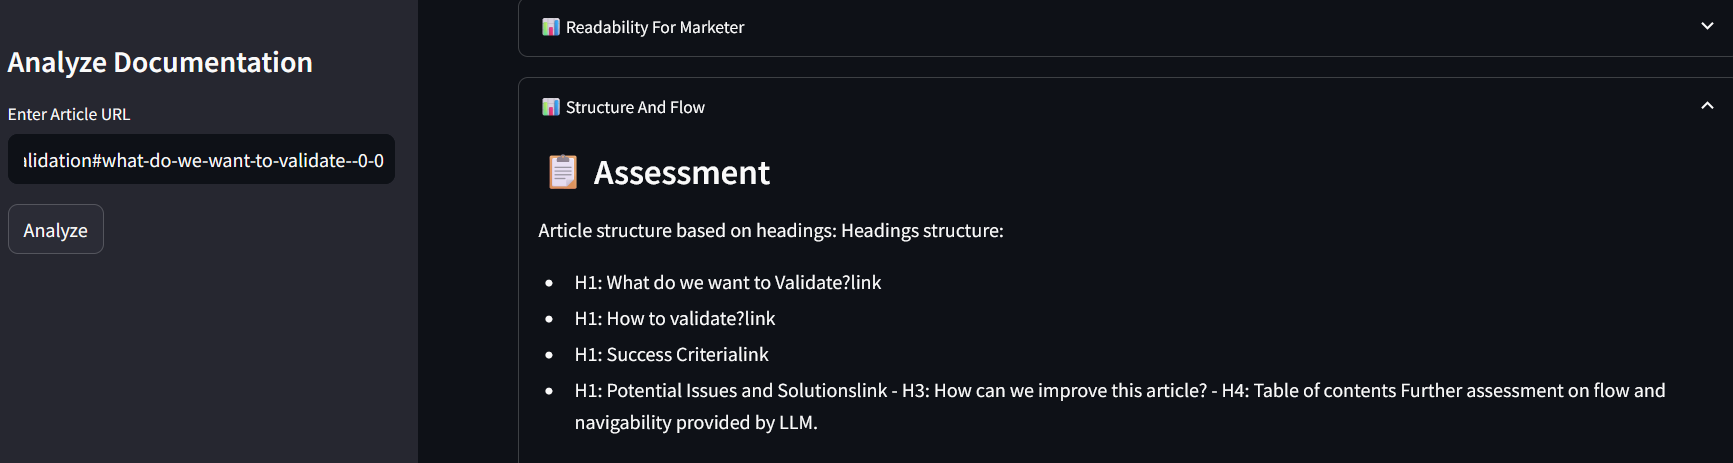 Analyze Documentation
Enter Article URL
alidation#what-do-we-want-to-validate--0-0
Analyze
Readability For Marketer
Structure And Flow
Assessment
Article structure based on headings: Headings structure:
H1: What do we want to Validate?link
H1: How to validate?link
H1: Success Criterialink
H1: Potential Issues and Solutionslink - H3: How can we improve this article? - H4: Table of contents Further assessment on flow and
navigability provided by LLM.